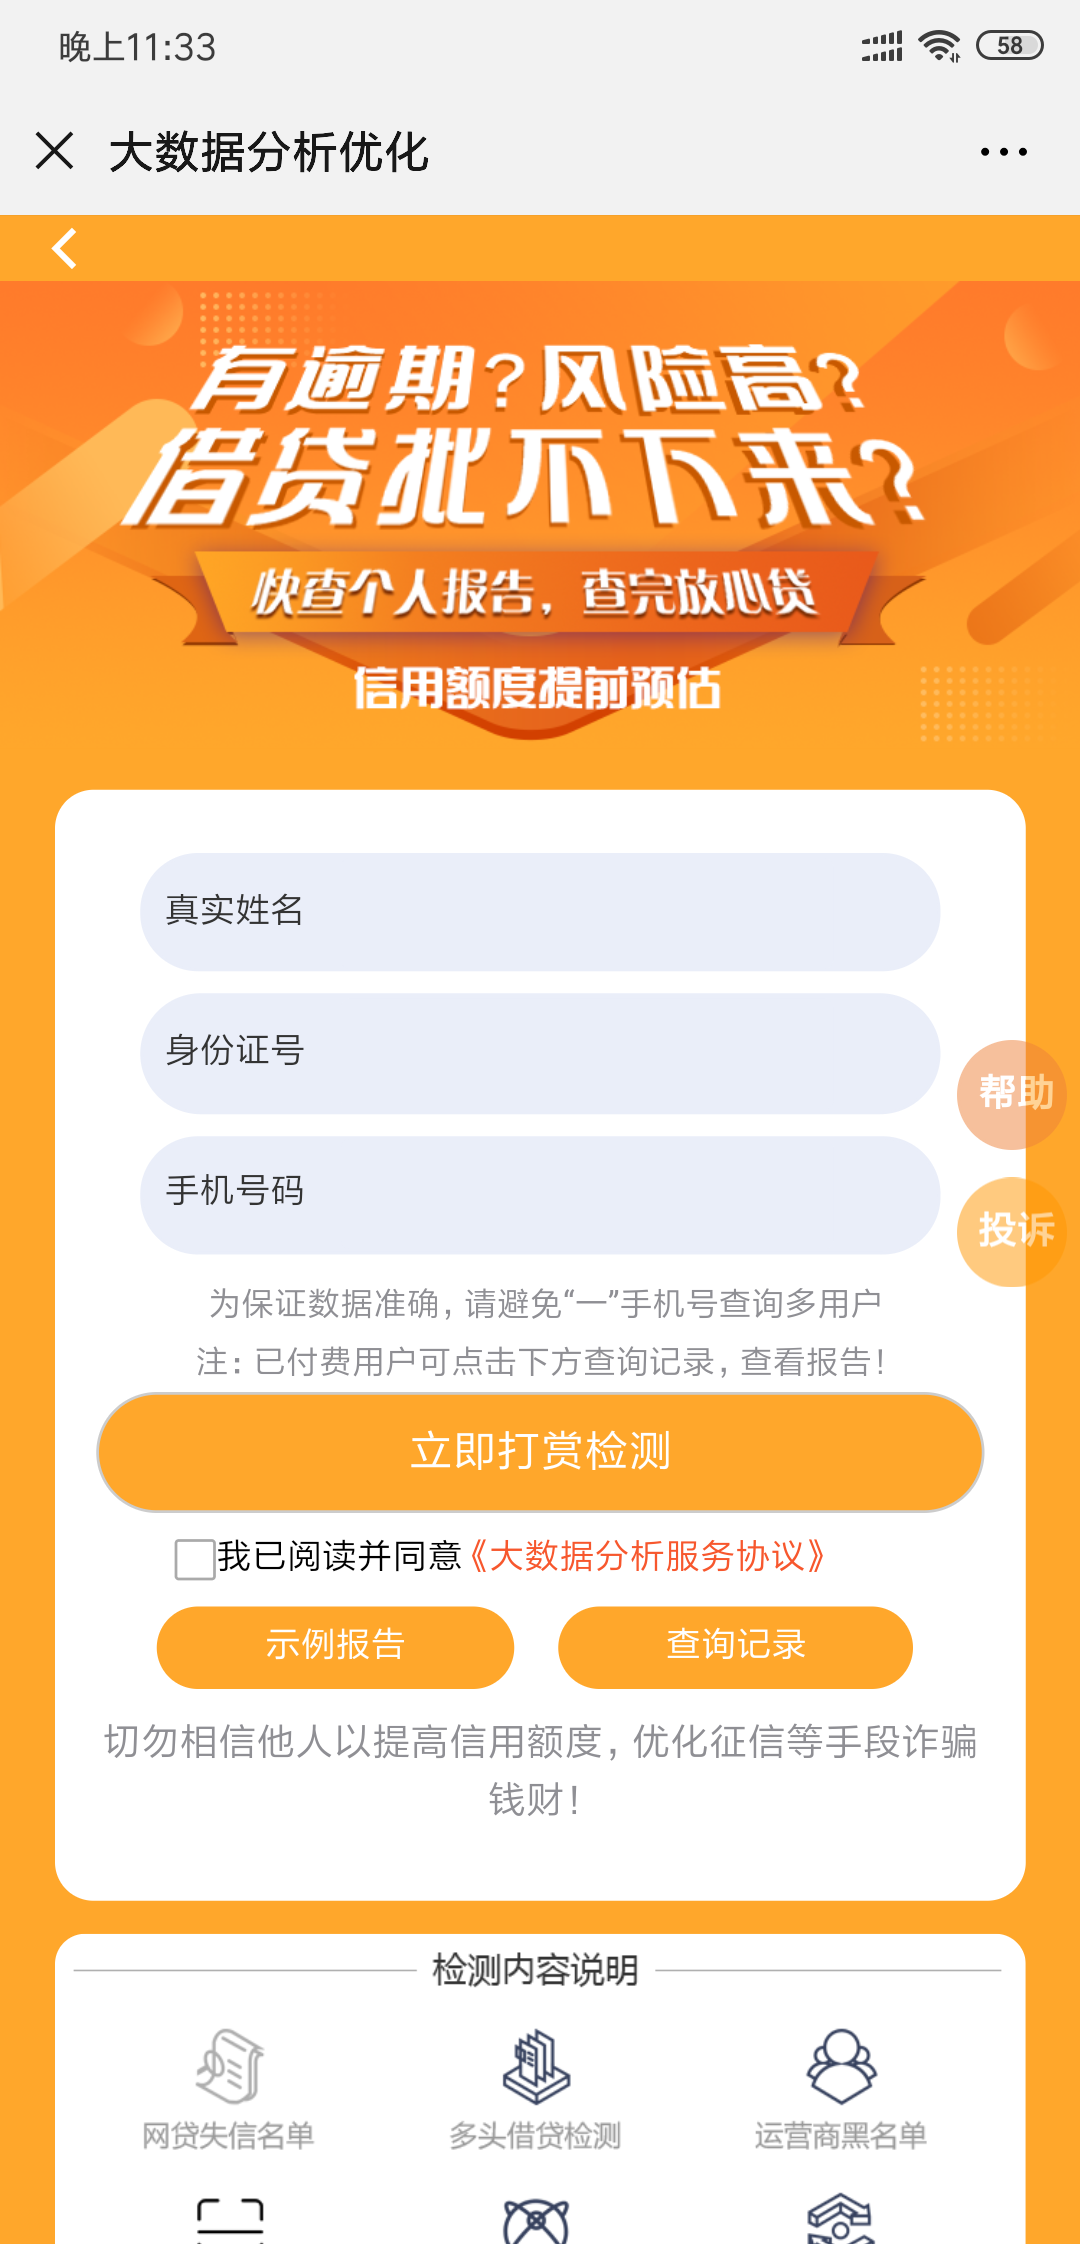 晚上11:33
58
大数据分析优化
有逾期?风险高?
借贷批不下来?
快查个人报告，查完放心贷
信用额度提前预估
真实姓名
身份证号
帮助
手机号码
投诉
为保证数据准确，请避免“一”手机号查询多用户
注：已付费用户可点击下方查询记录，查看报告！
立即打赏检测
我已阅读并同意《大数据分析服务协议》
示例报告 查询记录
切勿相信他人以提高信用额度，优化征信等手段诈骗
钱财！
检测内容说明
网贷失信名单 多头借贷检测 运营商黑名单